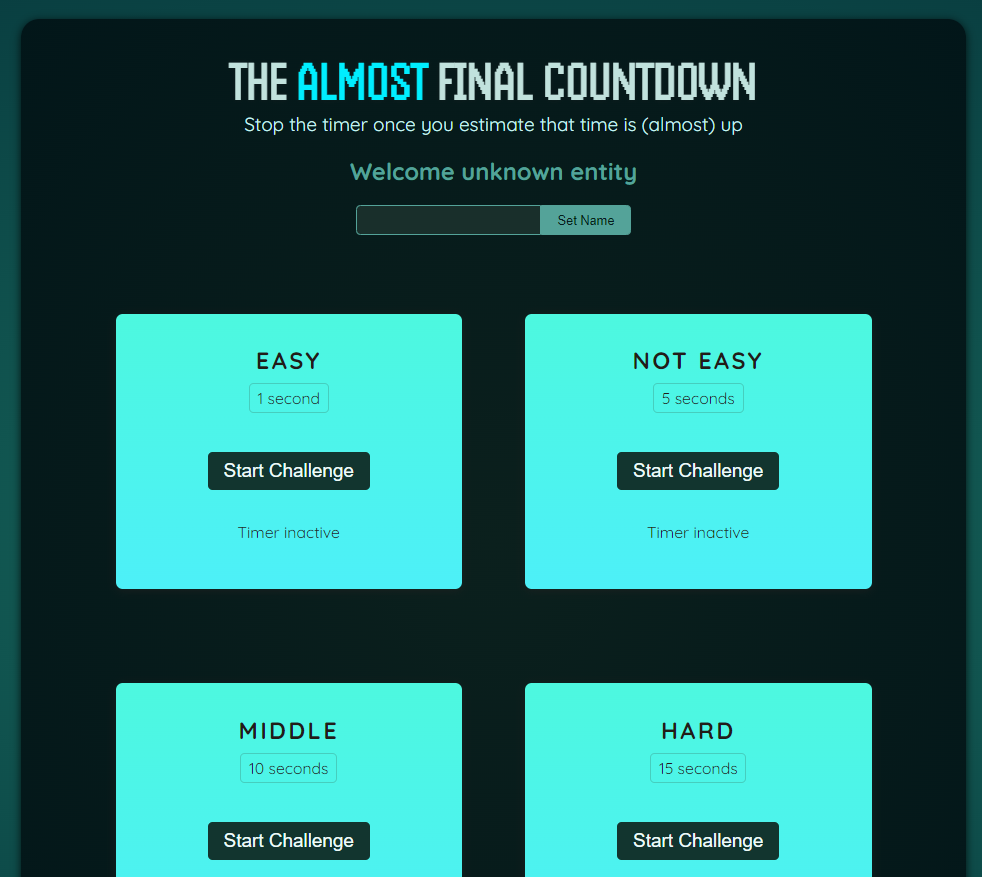 THE ALMOST FINAL COUNTDOWN
Stop the timer once you estimate that time is (almost) up
Welcome unknown entity
Set Name
EASY
1 second
Start Challenge
Timer inactive
NOT EASY
5 seconds
Start Challenge
Timer inactive
MIDDLE
10 seconds
Start Challenge
HARD
15 seconds
Start Challenge